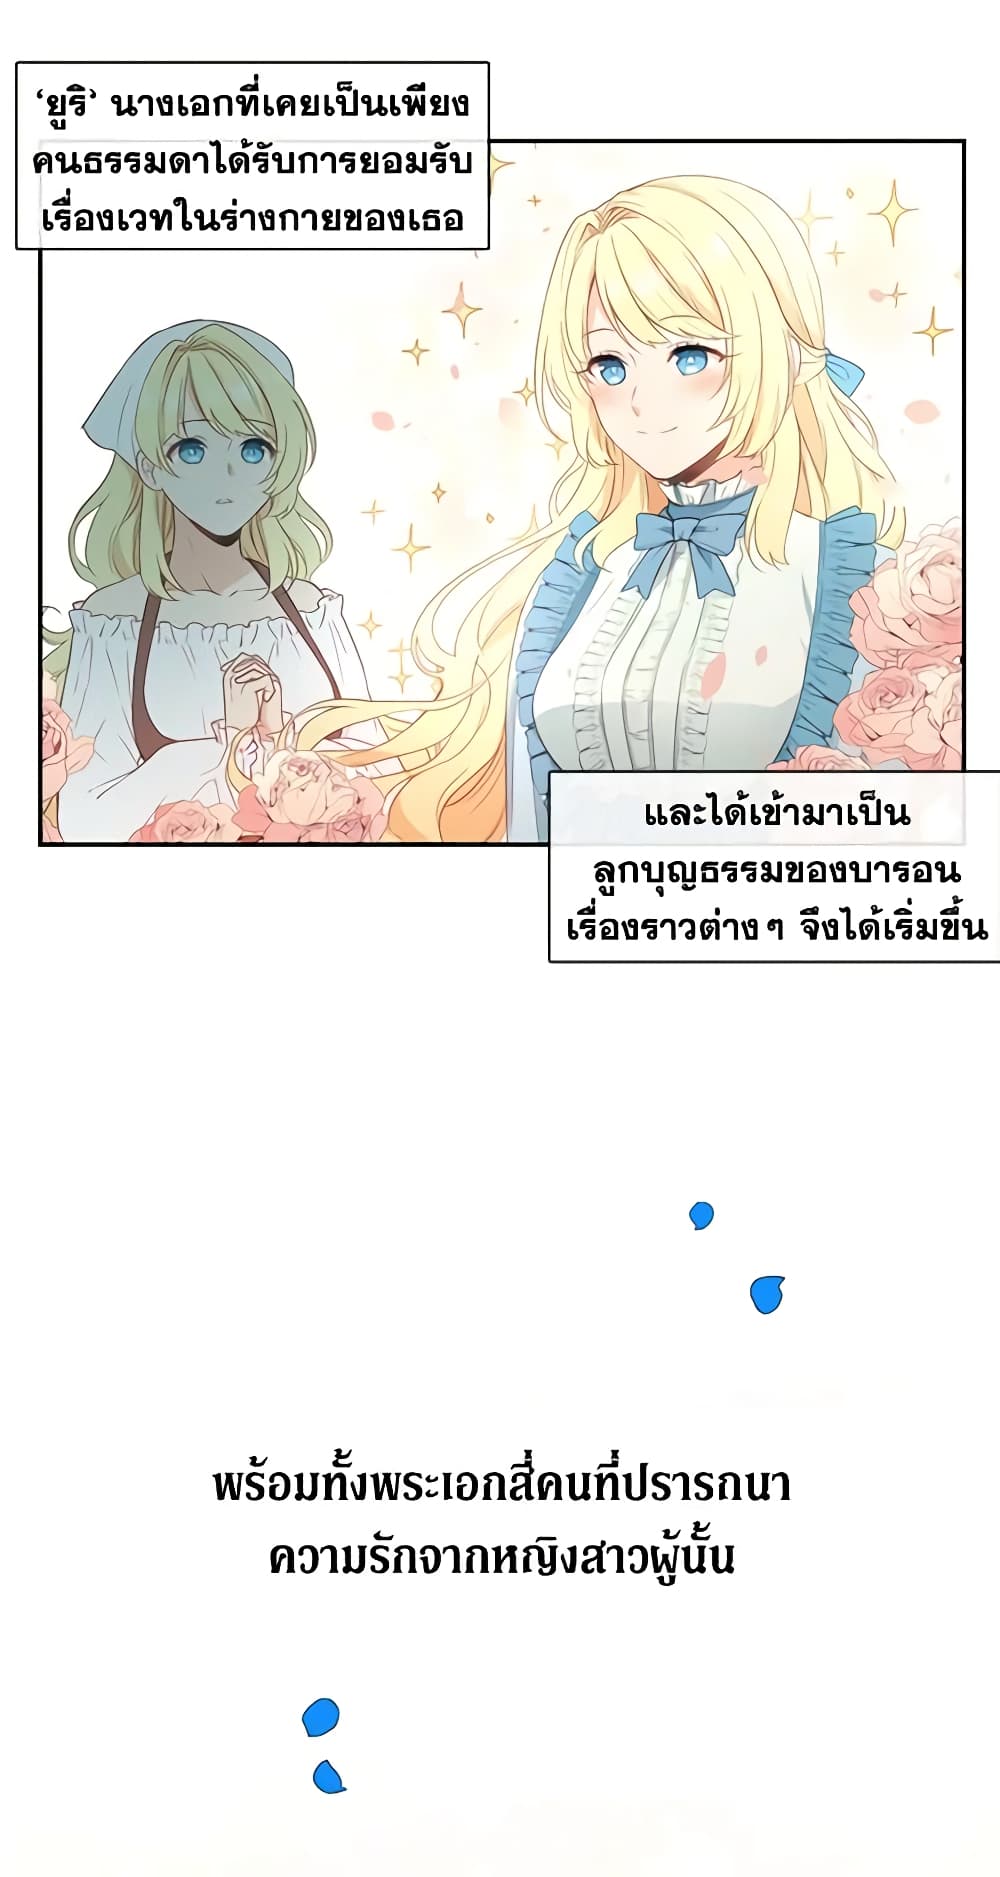 ‘ยูริ’ นางเอกที่เคยเป็นเพียง
คนธรรมดาได้รับการยอมรับ
เรื่องเวทในร่างกายของเธอ
และได้เข้ามาเป็น
ลูกบุญธรรมของบารอน
เรื่องราวต่างๆ จึงได้เริ่มขึ้น
พร้อมทั้งพระเอกสี่คนที่ปรารถนา
ความรักจากหญิงสาวผู้นั้น